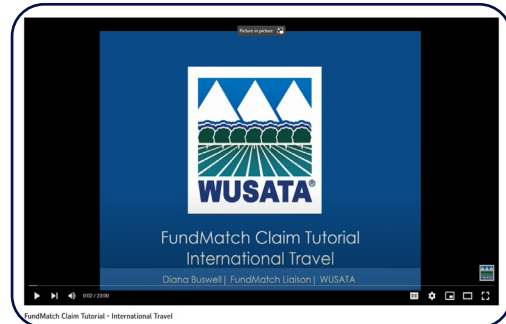 Picture in picture
WUSATA®
FundMatch Claim Tutorial
International Travel
Diana Buswell| FundMatch Liaison| WUSATA
0:02 / 23:00
CC
FundMatch Claim Tutorial - International Travel